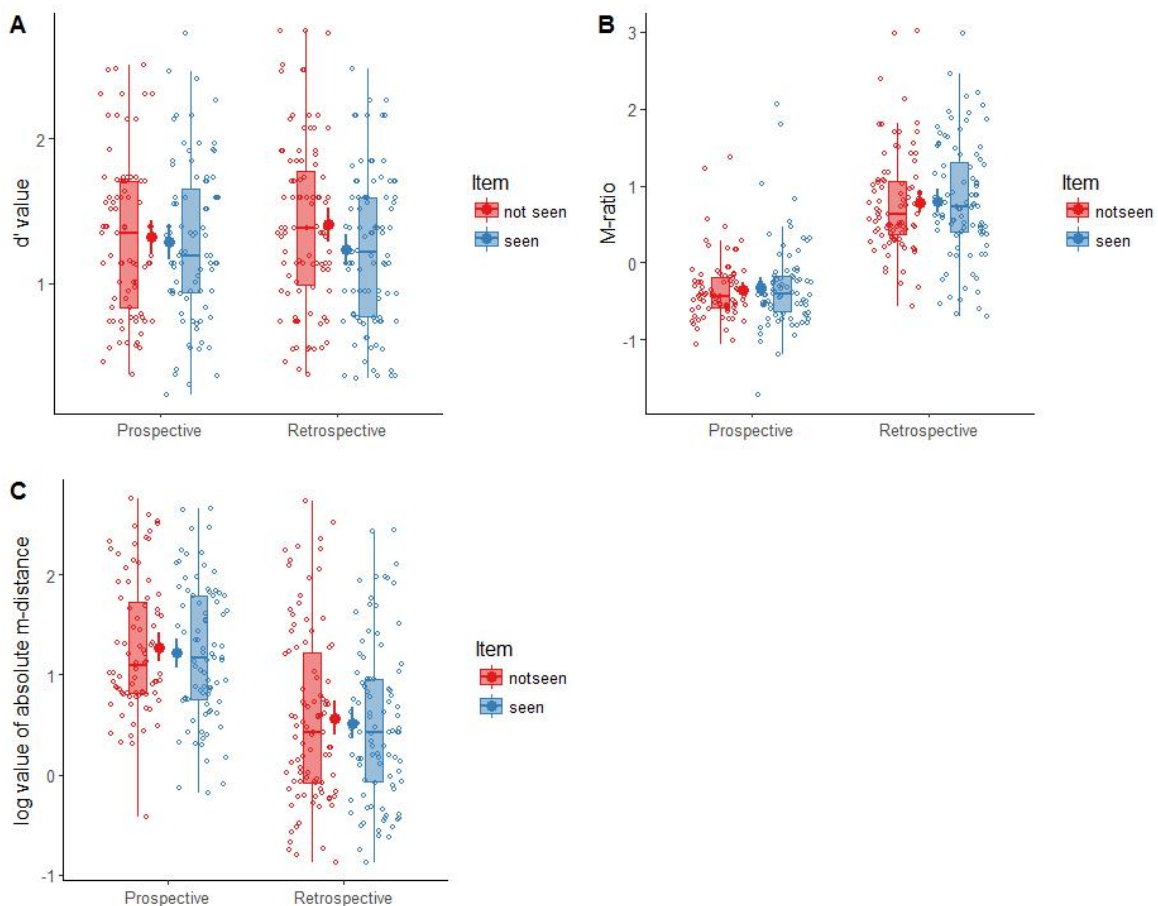 A
d' value
2
1
Prospective
Retrospective
Item
not seen
seen
B
M-ratio
3
2
1
0
-1
Prospective
Retrospective
Item
notseen
seen
C
log value of absolute m-distance
2
1
0
-1
Prospective
Retrospective
Item
notseen
seen